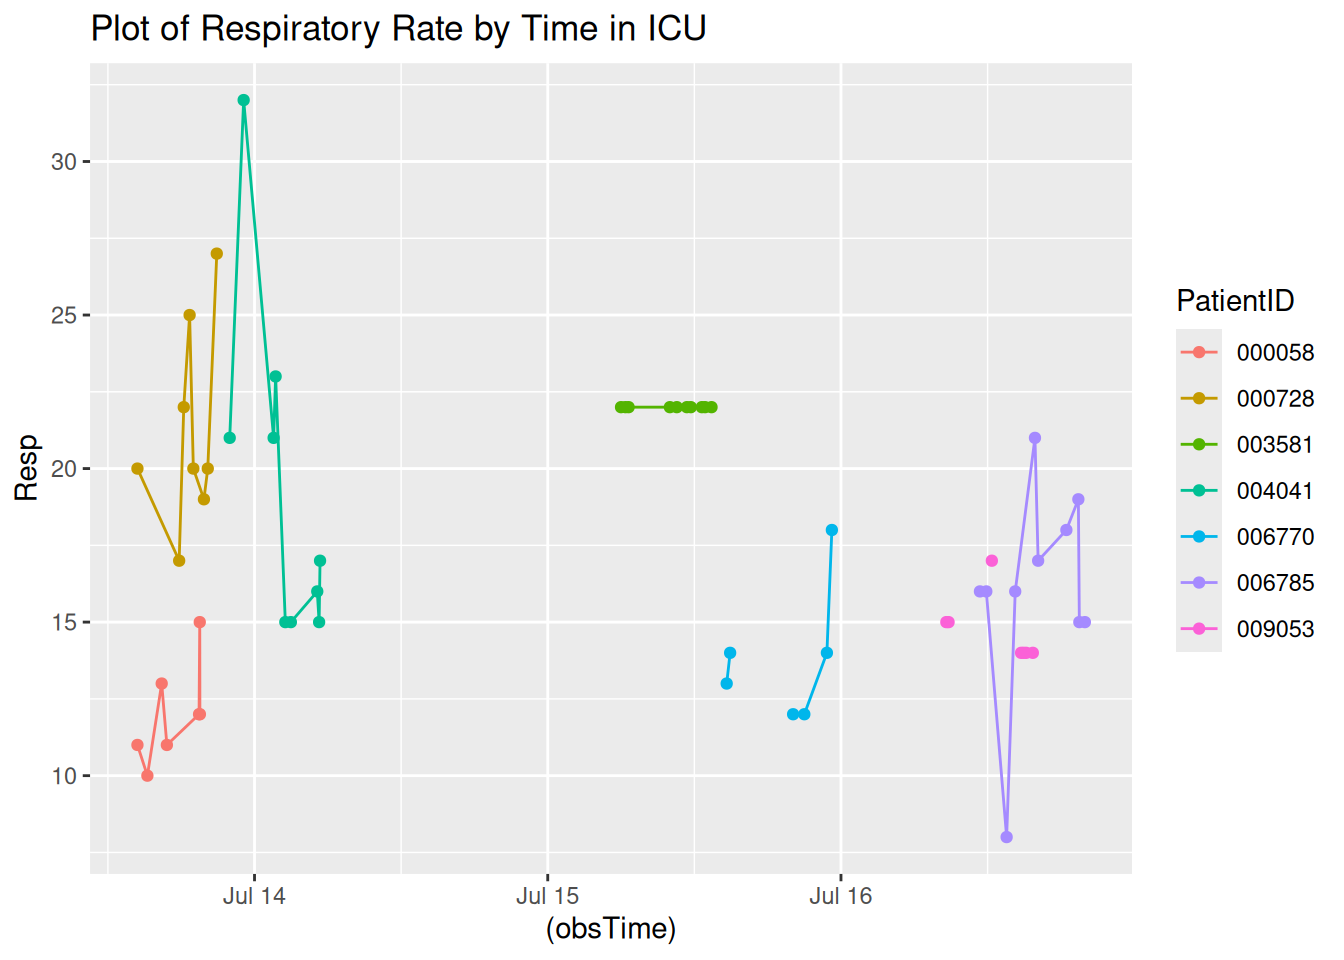 Plot of Respiratory Rate by Time in ICU
30
25
20
15
10
Resp
Jul 14
Jul 15
Jul 16
(obsTime)
PatientID
000058
000728
003581
004041
006770
006785
009053